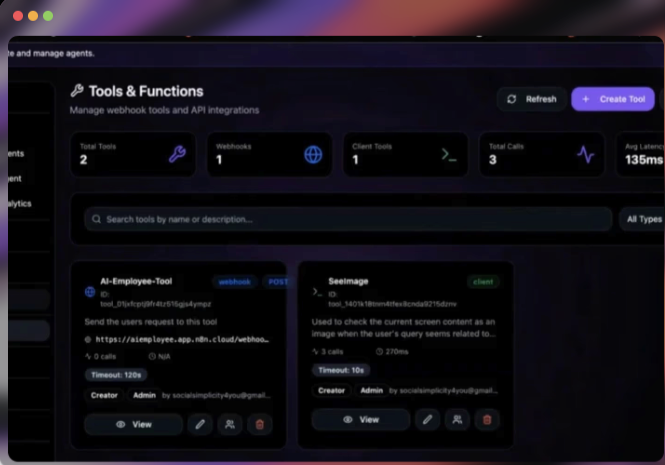 te and manage agents.
Tools & Functions
Manage webhook tools and API integrations
Refresh
+ Create Tool
Total Tools
2
Webhooks
1
Client Tools
1
Total Calls
3
Avg Latency
135ms
ents
ent
alytics
Search tools by name or description...
All Types
AI-Employee-Tool
webhook
POST
ID:
Send the users request to this tool
https://aiemployee.app.n8n.cloud/webhoo...
0 calls
N/A
Timeout: 120s
Creator
Admin
by socialsimplicity4you@gmail...
View
SeeImage
client
ID:
Used to check the current screen content as an
image when the user's query seems related to...
3 calls
270ms
Timeout: 10s
Creator
Admin
by socialsimplicity4you@gmail...
View